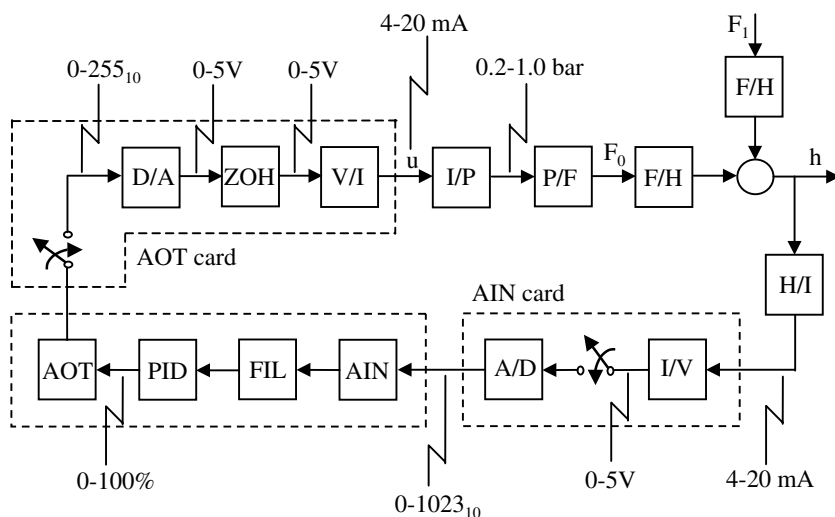 4-20 mA
F₁
0-255₁₀
0-5V
0-5V
0.2-1.0 bar
F/H
u
F₀
h
D/A
ZOH
V/I
I/P
P/F
F/H
AOT card
H/I
AIN card
AOT
PID
FIL
AIN
A/D
I/V
0-100%
0-5V
4-20 mA
0-1023₁₀